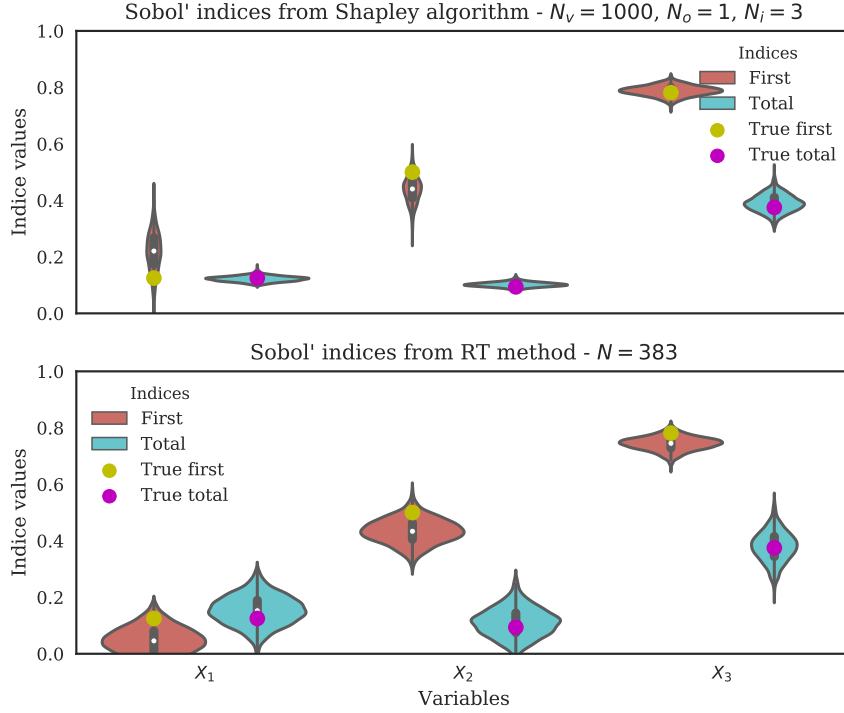 Sobol' indices from Shapley algorithm - N_v = 1000, N_o = 1, N_i = 3
1.0
0.8
0.6
0.4
0.2
0.0
Indice values
Indices
First
Total
True first
True total
Sobol' indices from RT method - N = 383
1.0
0.8
0.6
0.4
0.2
0.0
Indice values
Indices
First
Total
True first
True total
X_1 X_2 X_3
Variables